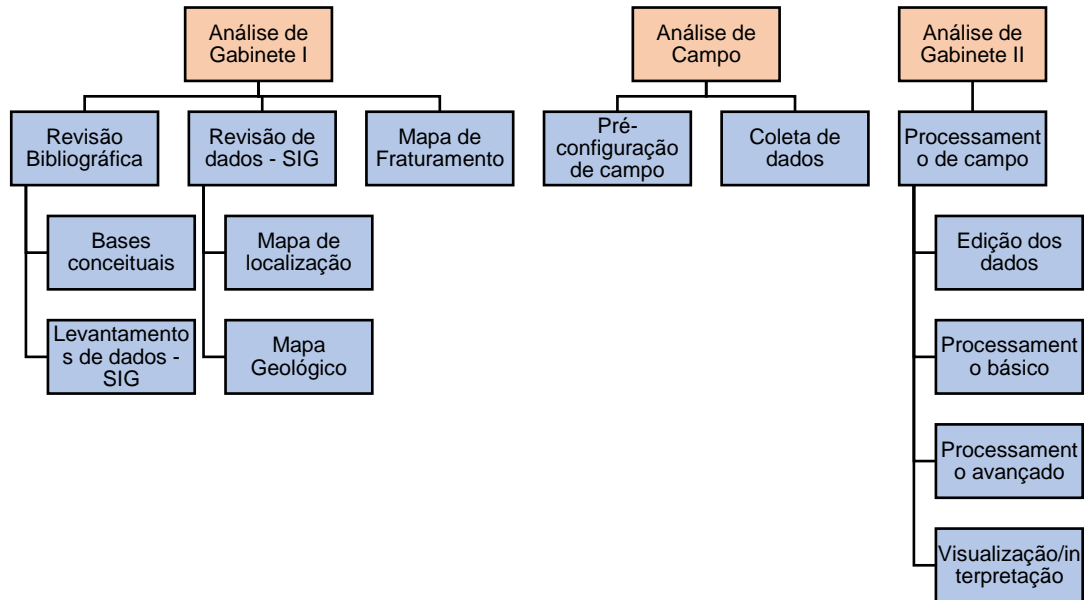 Análise de
Gabinete I
Revisão
Bibliográfica
Bases
conceituais
Levantamento
s de dados -
SIG
Revisão de
dados - SIG
Mapa de
localização
Mapa
Geológico
Mapa de
Fraturamento
Análise de
Campo
Pré-
configuração
de campo
Coleta de
dados
Análise de
Gabinete II
Processament
o de campo
Edição dos
dados
Processament
o básico
Processament
o avançado
Visualização/in
terpretação